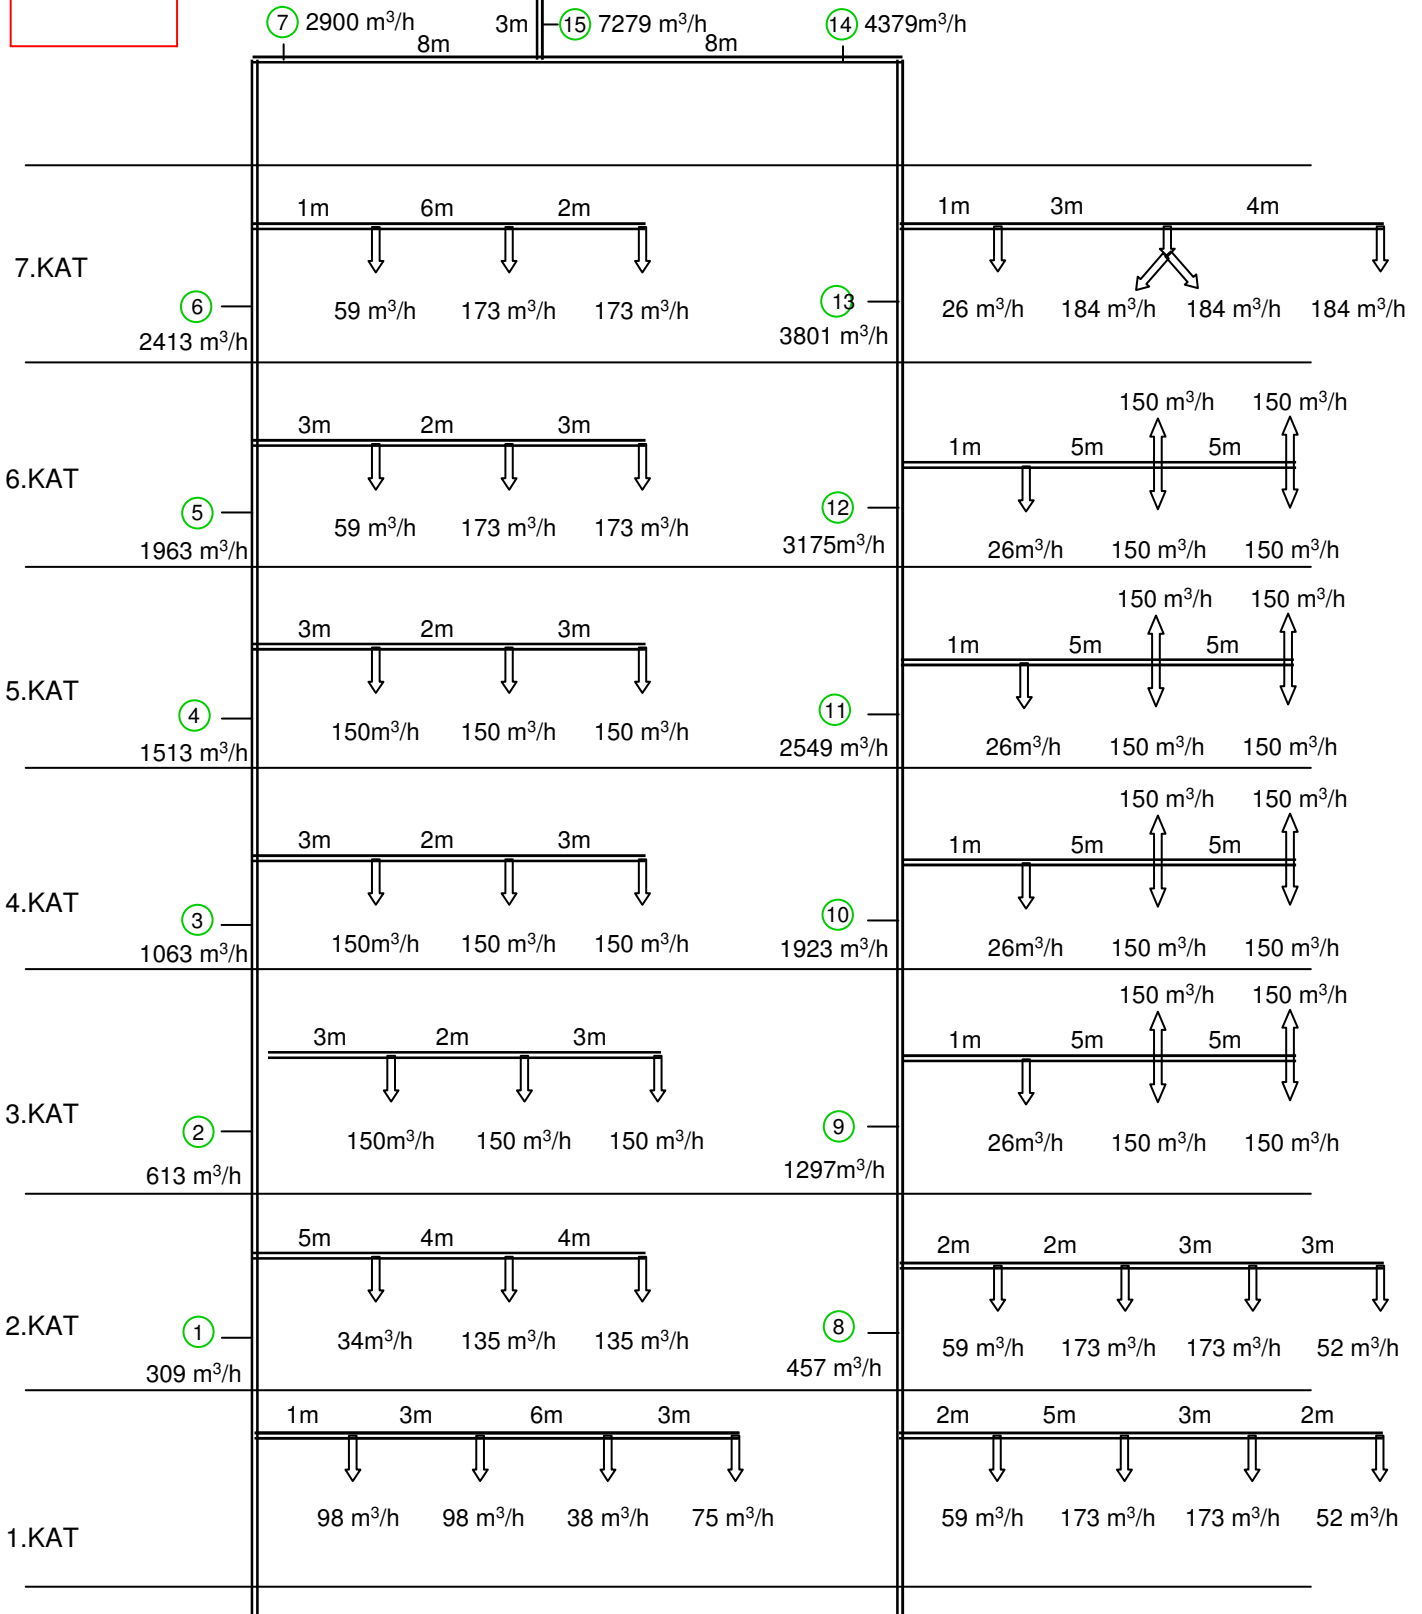 7 2900 m³/h 3m 15 7279 m³/h 14 4379m³/h
8m 8m
1m 6m 2m 1m 3m 4m
7.KAT
6 59 m³/h 173 m³/h 173 m³/h 13 26 m³/h 184 m³/h 184 m³/h 184 m³/h
2413 m³/h 3801 m³/h
150 m³/h 150 m³/h
3m 2m 3m 1m 5m 5m
6.KAT
5 59 m³/h 173 m³/h 173 m³/h 12
1963 m³/h 3175m³/h 26m³/h 150 m³/h 150 m³/h
150 m³/h 150 m³/h
3m 2m 3m 1m 5m 5m
5.KAT
4 150m³/h 150 m³/h 150 m³/h 11
1513 m³/h 2549 m³/h 26m³/h 150 m³/h 150 m³/h
150 m³/h 150 m³/h
3m 2m 3m 1m 5m 5m
4.KAT
3 150m³/h 150 m³/h 150 m³/h 10
1063 m³/h 1923 m³/h 26m³/h 150 m³/h 150 m³/h
150 m³/h 150 m³/h
3m 2m 3m 1m 5m 5m
3.KAT
2 150m³/h 150 m³/h 150 m³/h 9 26m³/h 150 m³/h 150 m³/h
613 m³/h 1297m³/h
5m 4m 4m 2m 2m 3m 3m
2.KAT
1 34m³/h 135 m³/h 135 m³/h 8 59 m³/h 173 m³/h 173 m³/h 52 m³/h
309 m³/h 457 m³/h
1m 3m 6m 3m 2m 5m 3m 2m
98 m³/h 98 m³/h 38 m³/h 75 m³/h 59 m³/h 173 m³/h 173 m³/h 52 m³/h
1.KAT